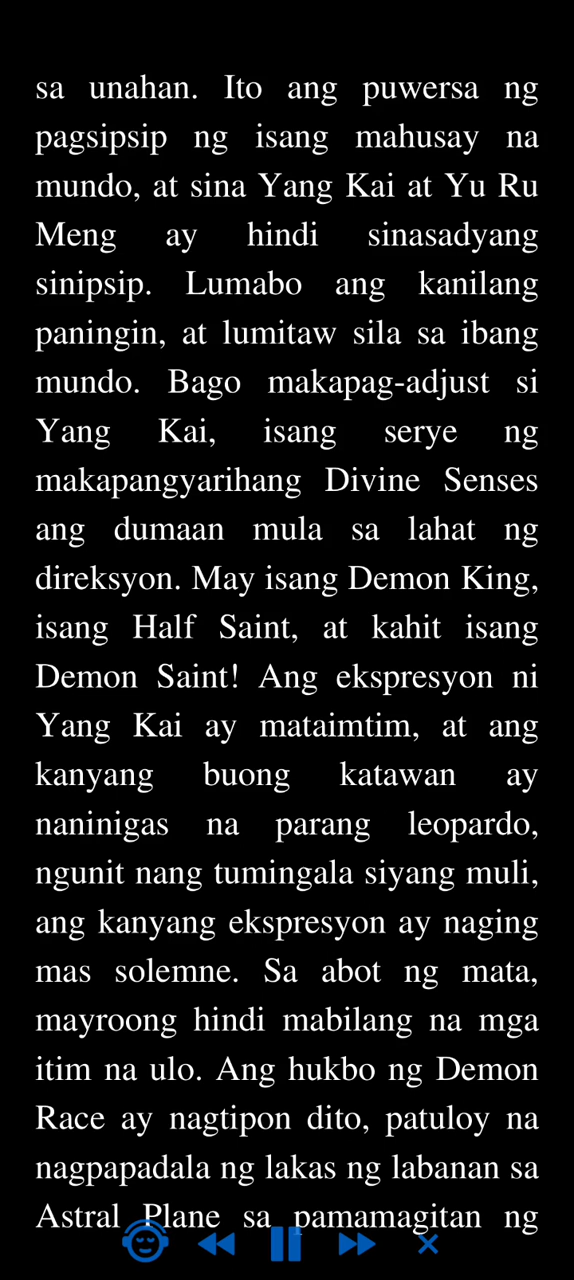 sa unahan. Ito ang puwersa ng
pagsipsip ng isang mahusay na
mundo, at sina Yang Kai at Yu Ru
Meng ay hindi sinasadyang
sinipsip. Lumabo ang kanilang
paningin, at lumitaw sila sa ibang
mundo. Bago makapag-adjust si
Yang Kai, isang serye ng
makapangyarihang Divine Senses
ang dumaan mula sa lahat ng
direksyon. May isang Demon King,
isang Half Saint, at kahit isang
Demon Saint! Ang ekspresyon ni
Yang Kai ay mataimtim, at ang
kanyang buong katawan ay
naninigas na parang leopardo,
ngunit nang tumingala siyang muli,
ang kanyang ekspresyon ay naging
mas solemne. Sa abot ng mata,
mayroong hindi mabilang na mga
itim na ulo. Ang hukbo ng Demon
Race ay nagtipon dito, patuloy na
nagpapadala ng lakas ng labanan sa
Astral Plane sa pamamagitan ng